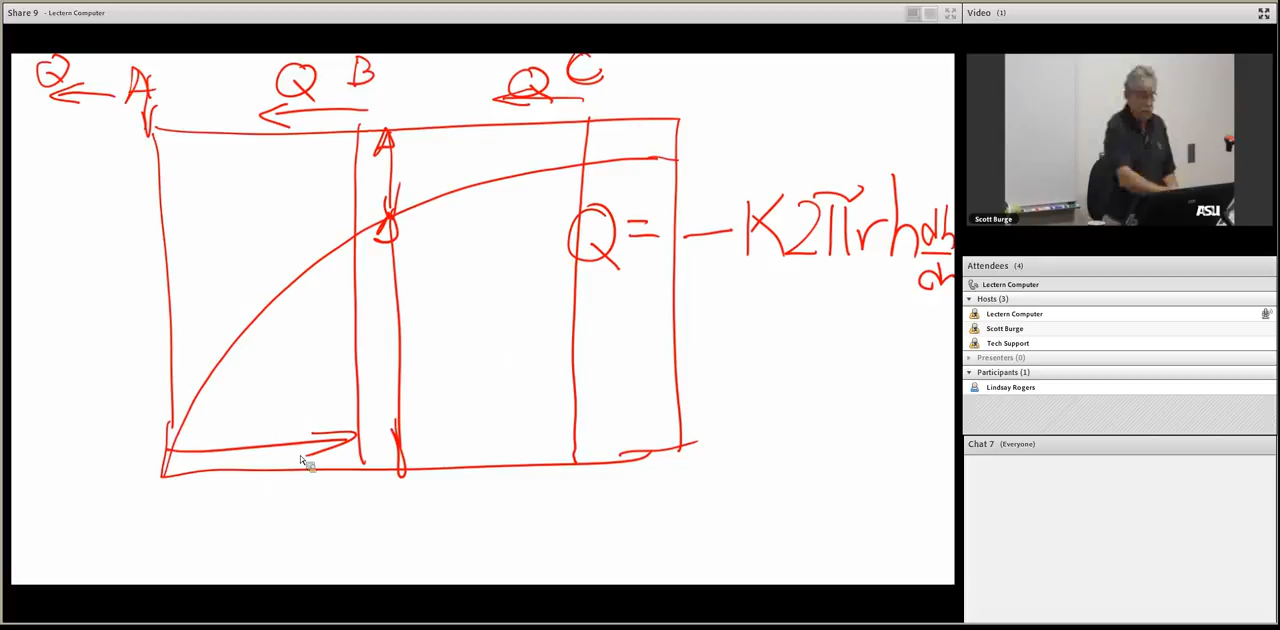 Share 9 - Lectern Computer
Video (1)
Q A Q B Q C
Q = - K2πrh dh
Scott Burge
ASU
Attendees (4)
Lectern Computer
Hosts (3)
Lectern Computer
Scott Burge
Tech Support
Presenters (0)
Participants (1)
Lindsay Rogers
Chat 7 (Everyone)